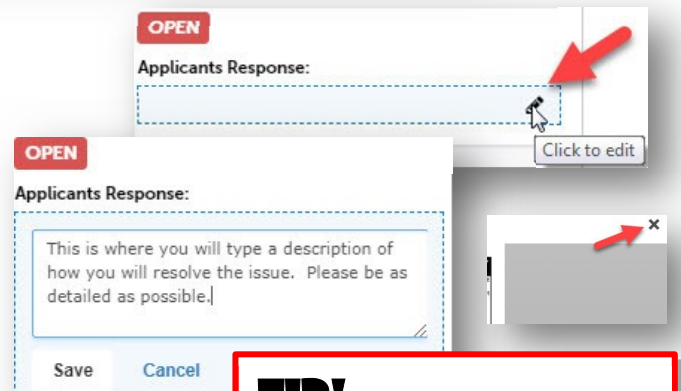 OPEN
Applicants Response:
Click to edit
OPEN
Applicants Response:
This is where you will type a description of
how you will resolve the issue.  Please be as
detailed as possible.
Save Cancel
TIP!